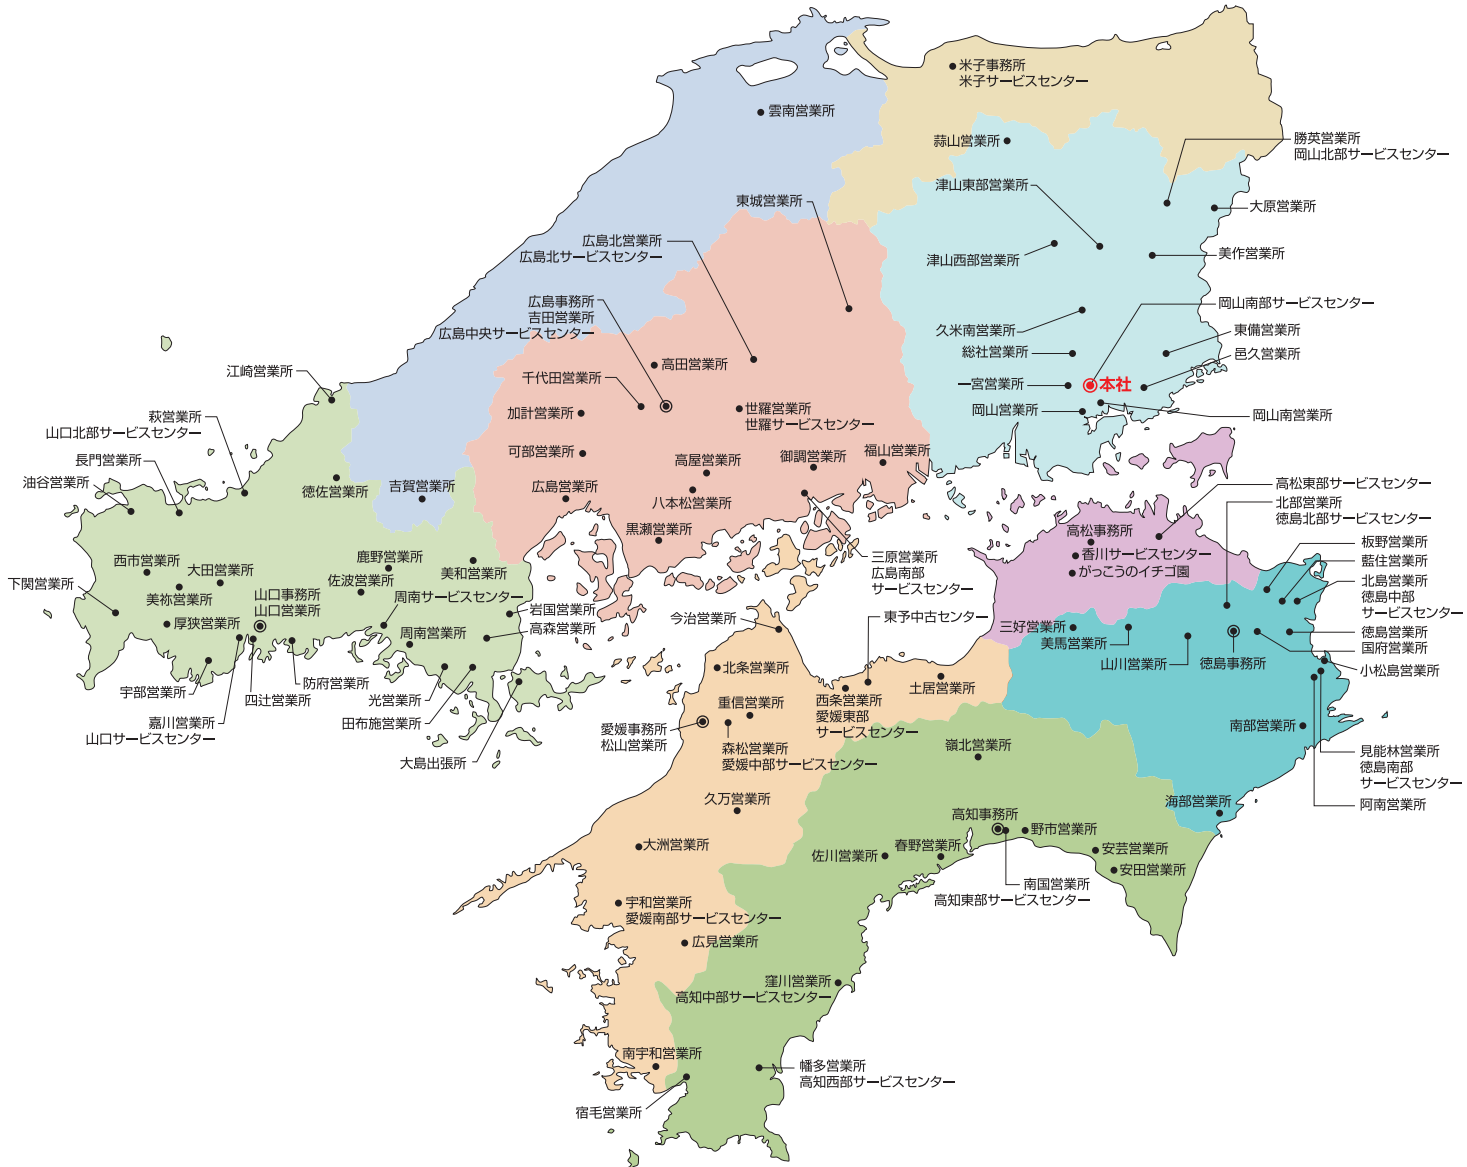 米子事務所
米子サービスセンター
雲南営業所
蒜山営業所
勝英営業所
岡山北部サービスセンター
津山東部営業所
大原営業所
東城営業所
津山西部営業所
美作営業所
広島北営業所
広島北サービスセンター
岡山南部サービスセンター
広島事務所
吉田営業所
広島中央サービスセンター
久米南営業所
東備営業所
総社営業所
邑久営業所
高田営業所
千代田営業所
一宮営業所
本社
江崎営業所
加計営業所
世羅営業所
世羅サービスセンター
岡山営業所
岡山南営業所
萩営業所
山口北部サービスセンター
可部営業所
高屋営業所
御調営業所
福山営業所
長門営業所
油谷営業所
徳佐営業所
吉賀営業所
広島営業所
八本松営業所
高松東部サービスセンター
北部営業所
徳島北部サービスセンター
黒瀬営業所
高松事務所
板野営業所
三原営業所
広島南部
サービスセンター
香川サービスセンター
がっこうのイチゴ園
藍住営業所
北島営業所
徳島中部
サービスセンター
西市営業所
大田営業所
鹿野営業所
美和営業所
下関営業所
美祢営業所
佐波営業所
山口事務所
山口営業所
周南サービスセンター
岩国営業所
厚狭営業所
周南営業所
高森営業所
今治営業所
東予中古センター
三好営業所
美馬営業所
徳島営業所
国府営業所
山川営業所
徳島事務所
小松島営業所
宇部営業所
防府営業所
四辻営業所
光営業所
北条営業所
土居営業所
西条営業所
愛媛東部
サービスセンター
嘉川営業所
山口サービスセンター
田布施営業所
重信営業所
愛媛事務所
松山営業所
南部営業所
大島出張所
森松営業所
愛媛中部サービスセンター
嶺北営業所
見能林営業所
徳島南部
サービスセンター
久万営業所
海部営業所
阿南営業所
高知事務所
野市営業所
大洲営業所
佐川営業所
春野営業所
安芸営業所
安田営業所
南国営業所
高知東部サービスセンター
宇和営業所
愛媛南部サービスセンター
広見営業所
窪川営業所
高知中部サービスセンター
南宇和営業所
幡多営業所
高知西部サービスセンター
宿毛営業所